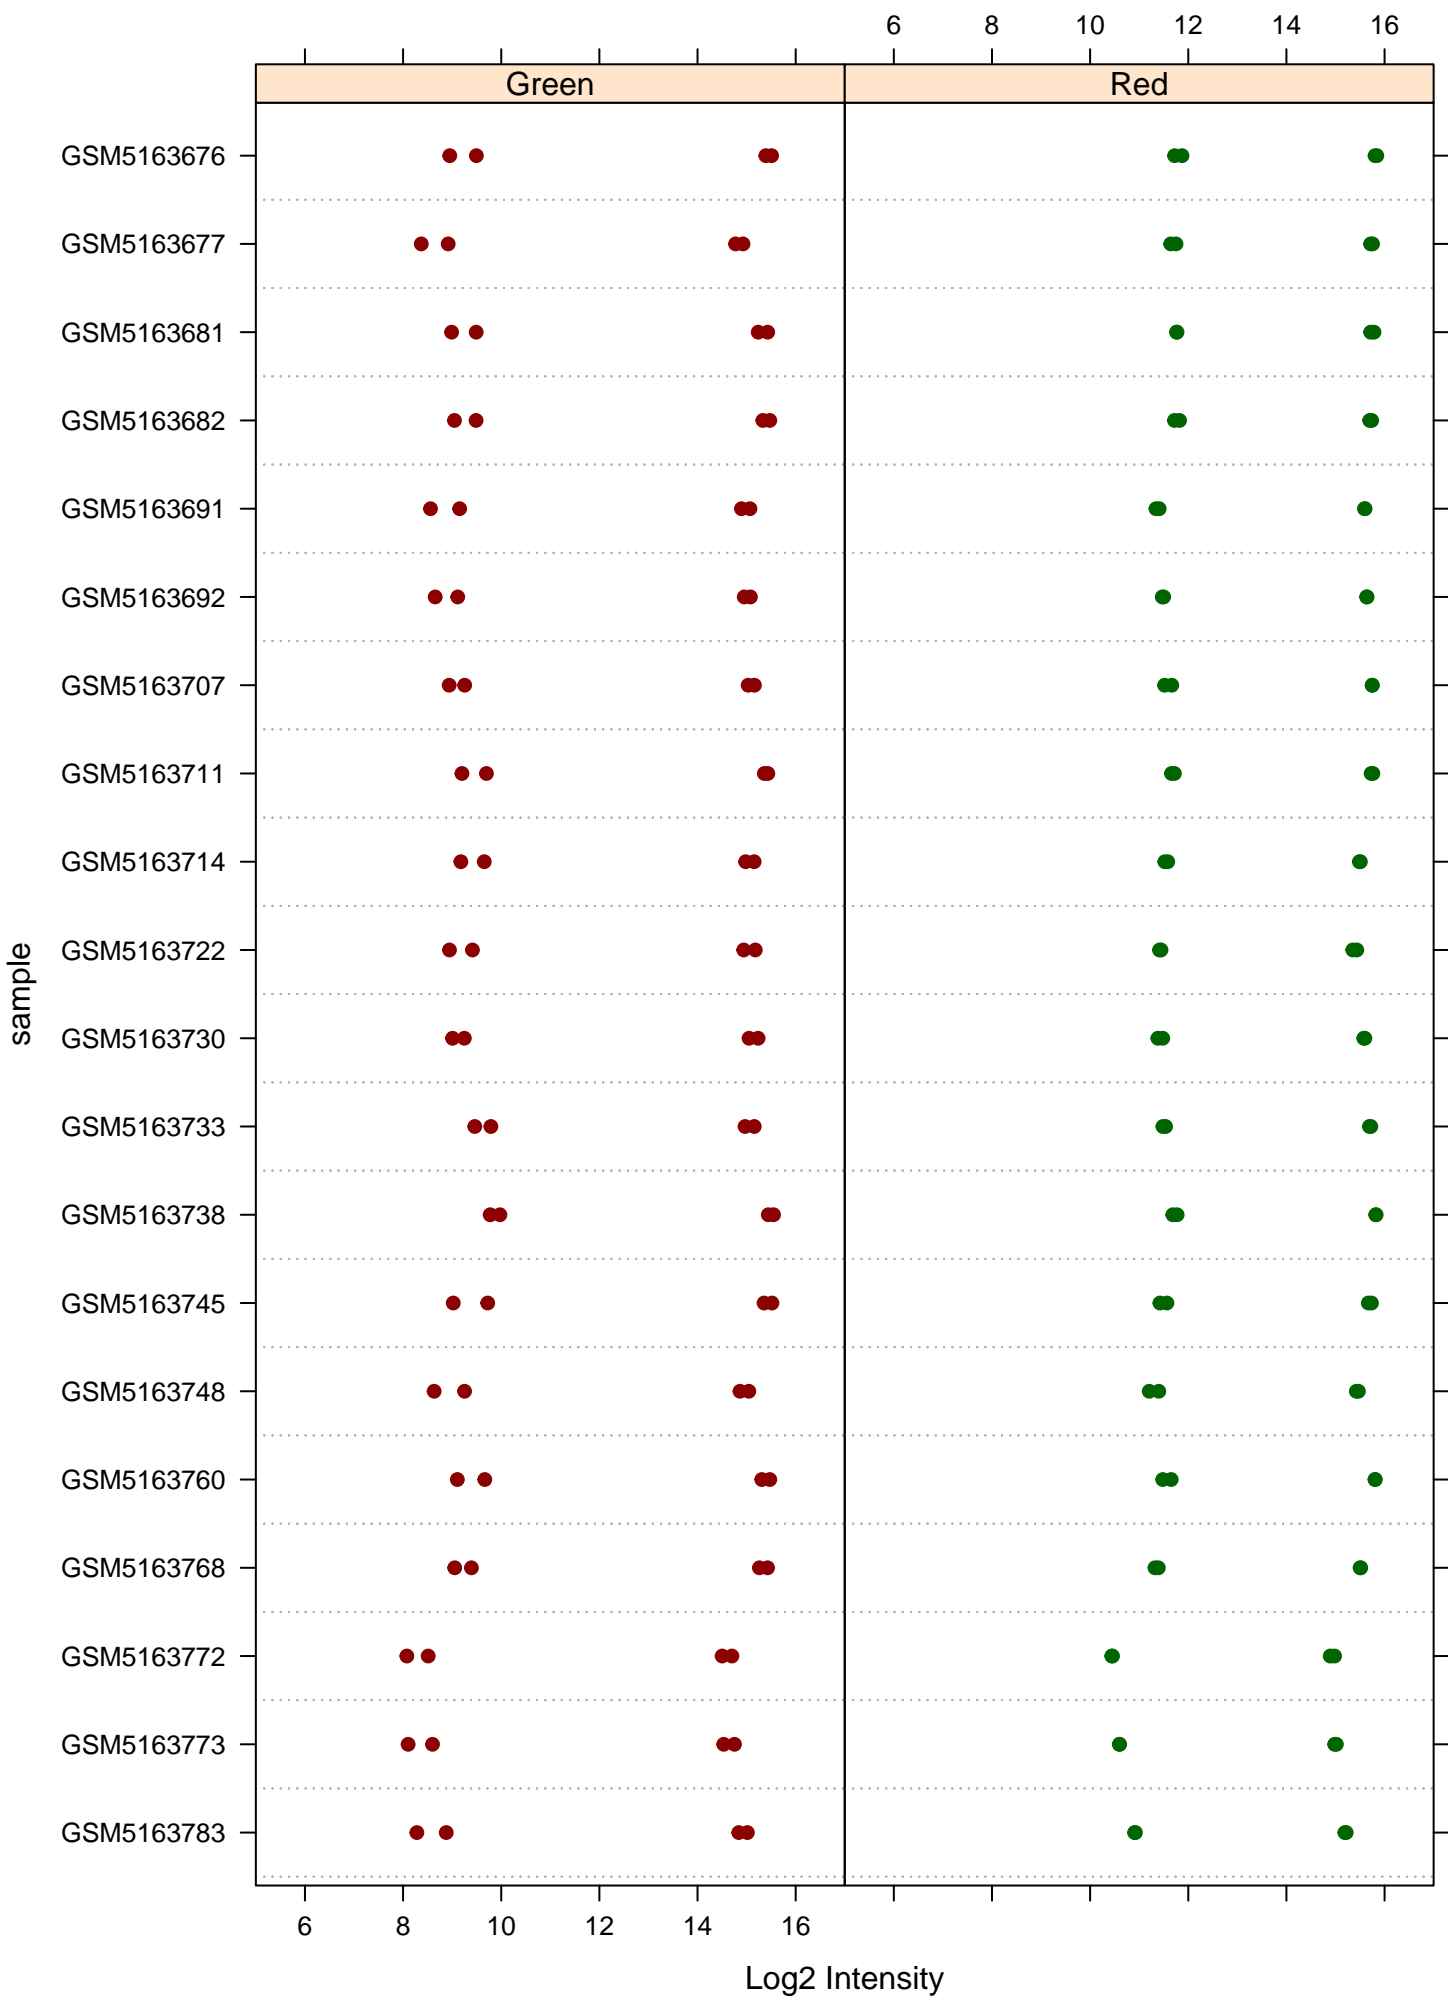 6 8 10 12 14 16
Green Red
GSM5163676
GSM5163677
GSM5163681
GSM5163682
GSM5163691
GSM5163692
GSM5163707
GSM5163711
GSM5163714
GSM5163722
GSM5163730
GSM5163733
GSM5163738
GSM5163745
GSM5163748
GSM5163760
GSM5163768
GSM5163772
GSM5163773
GSM5163783
sample
6 8 10 12 14 16
Log2 Intensity